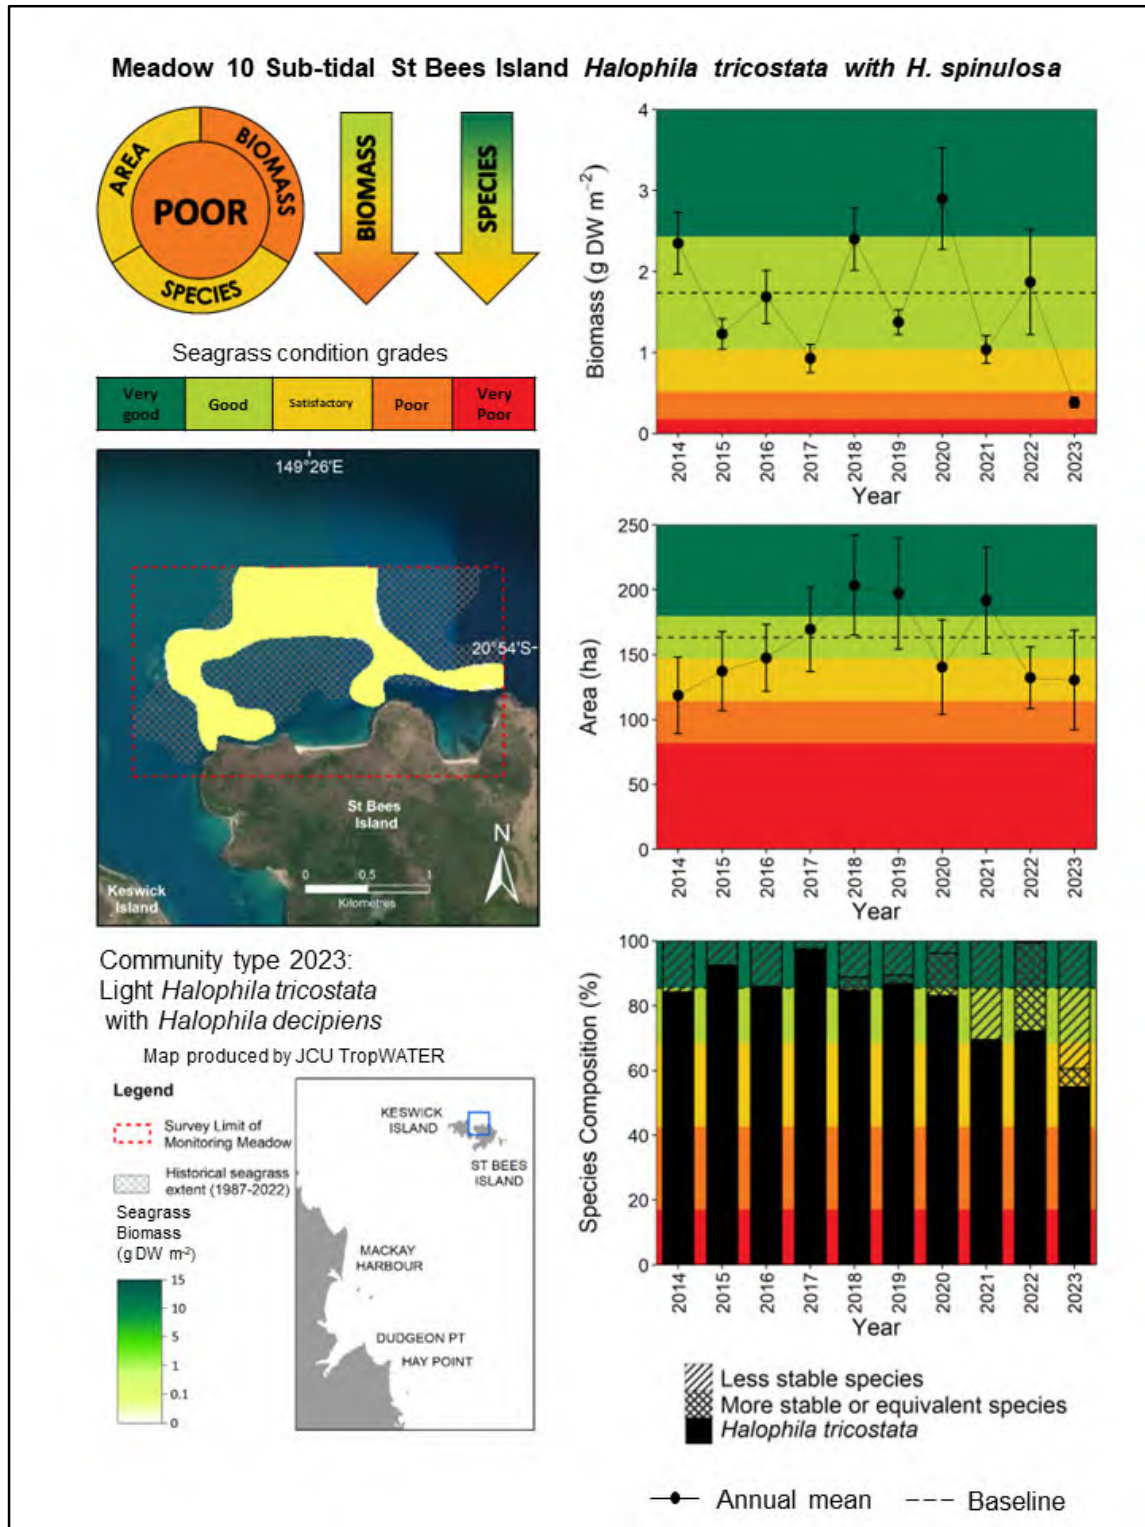 Meadow 10 Sub-tidal St Bees Island Halophila tricostata with H. spinulosa
AREA
BIOMASS
POOR
SPECIES
BIOMASS
SPECIES
Seagrass condition grades
Very good
Good
Satisfactory
Poor
Very Poor
149°26'E
20°54'S
St Bees
Island
N
0 0.5 1
Kilometres
Keswick
Island
Community type 2023:
Light Halophila tricostata
with Halophila decipiens
Map produced by JCU TropWATER
Legend
Survey Limit of
Monitoring Meadow
Historical seagrass
extent (1987-2022)
Seagrass
Biomass
(g DW m-2)
15
10
5
1
0.1
0
KESWICK
ISLAND
ST BEES
ISLAND
MACKAY
HARBOUR
DUDGEON PT
HAY POINT
Biomass (g DW m−2)
4
3
2
1
0
2014 2015 2016 2017 2018 2019 2020 2021 2022 2023
Year
Area (ha)
250
200
150
100
50
0
2014 2015 2016 2017 2018 2019 2020 2021 2022 2023
Year
Species Composition (%)
100
80
60
40
20
0
2014 2015 2016 2017 2018 2019 2020 2021 2022 2023
Year
Less stable species
More stable or equivalent species
Halophila tricostata
Annual mean
Baseline